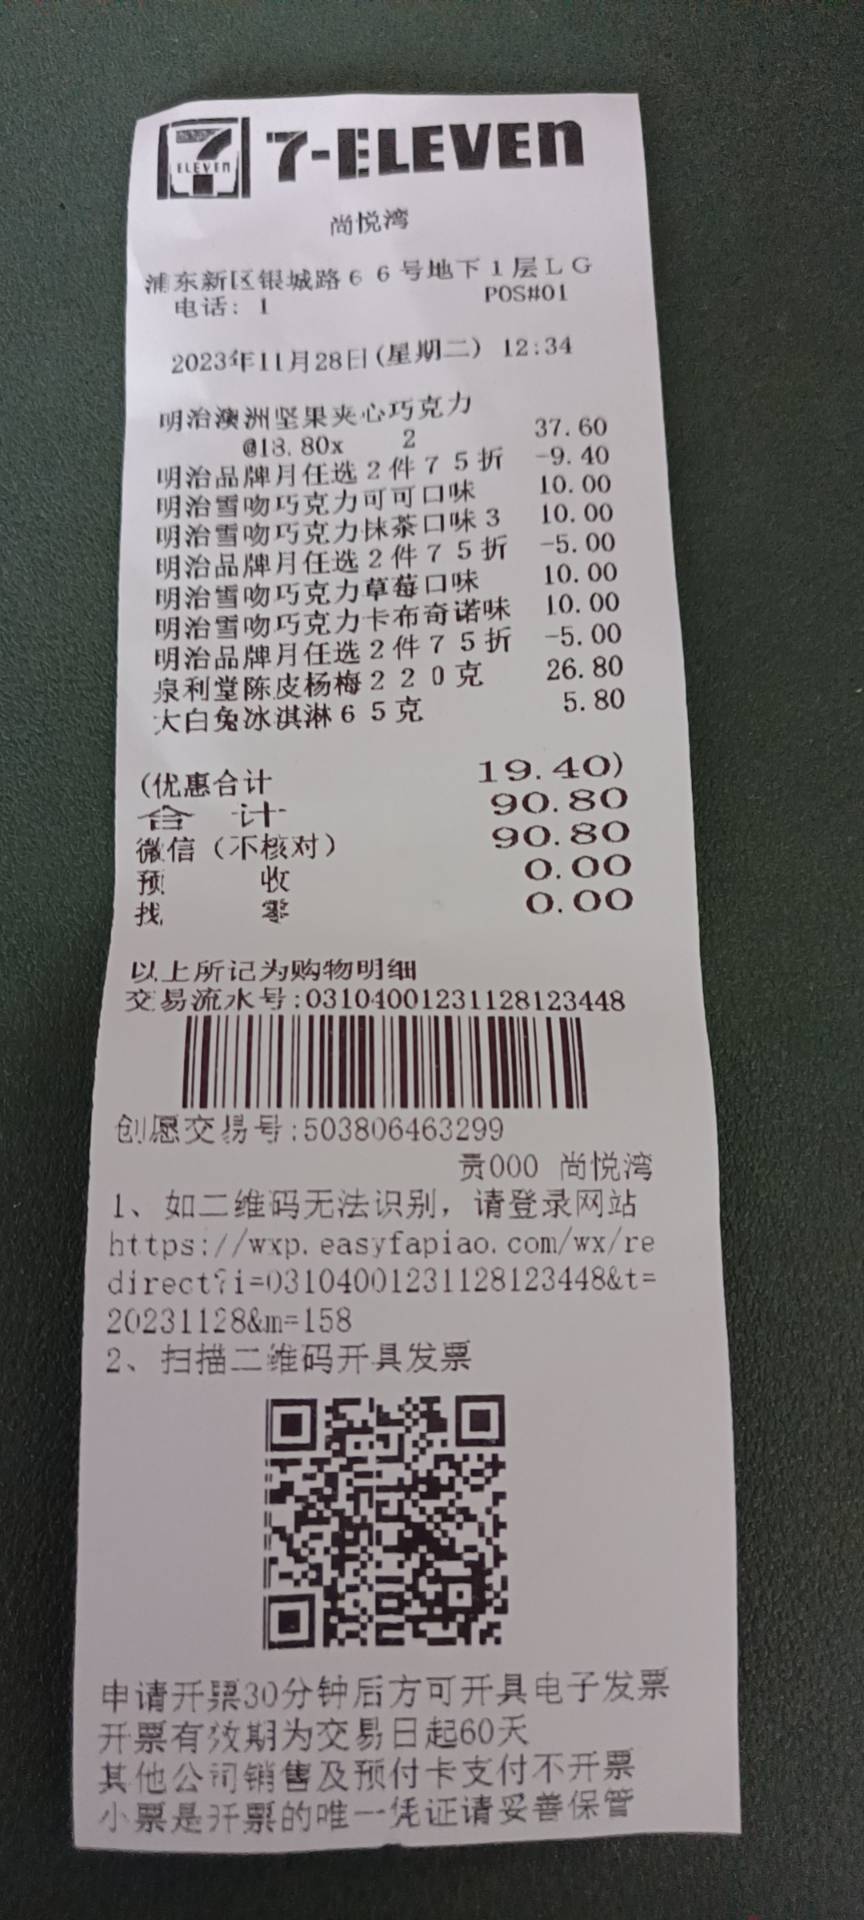 7-ELEVEN
7-ELEVEN
尚悦湾
浦东新区银城路66号地下1层LG
电话: 1 POS#01
2023年11月28日(星期二) 12:34
明治澳洲坚果夹心巧克力
@18.80x 2 37.60
明治品牌月任选2件75折 -9.40
明治雪吻巧克力可可口味 10.00
明治雪吻巧克力抹茶口味3 10.00
明治品牌月任选2件75折 -5.00
明治雪吻巧克力草莓口味 10.00
明治雪吻巧克力卡布奇诺味 10.00
明治品牌月任选2件75折 -5.00
泉利堂陈皮杨梅220克 26.80
大白兔冰淇淋65克 5.80
(优惠合计 19.40)
合 计 90.80
微信(不核对) 90.80
预 收 0.00
找 零 0.00
以上所记为购物明细
交易流水号:031040012311281​23448
创愿交易号:503806463299
责000 尚悦湾
1、如二维码无法识别，请登录网站
https://wxp.easyfapiao.com/wx/re
direct?i=03104001231128123448&t=
20231128&m=158
2、扫描二维码开具发票
申请开票30分钟后方可开具电子发票
开票有效期为交易日起60天
其他公司销售及预付卡支付不开票
小票是开票的唯一凭证请妥善保管